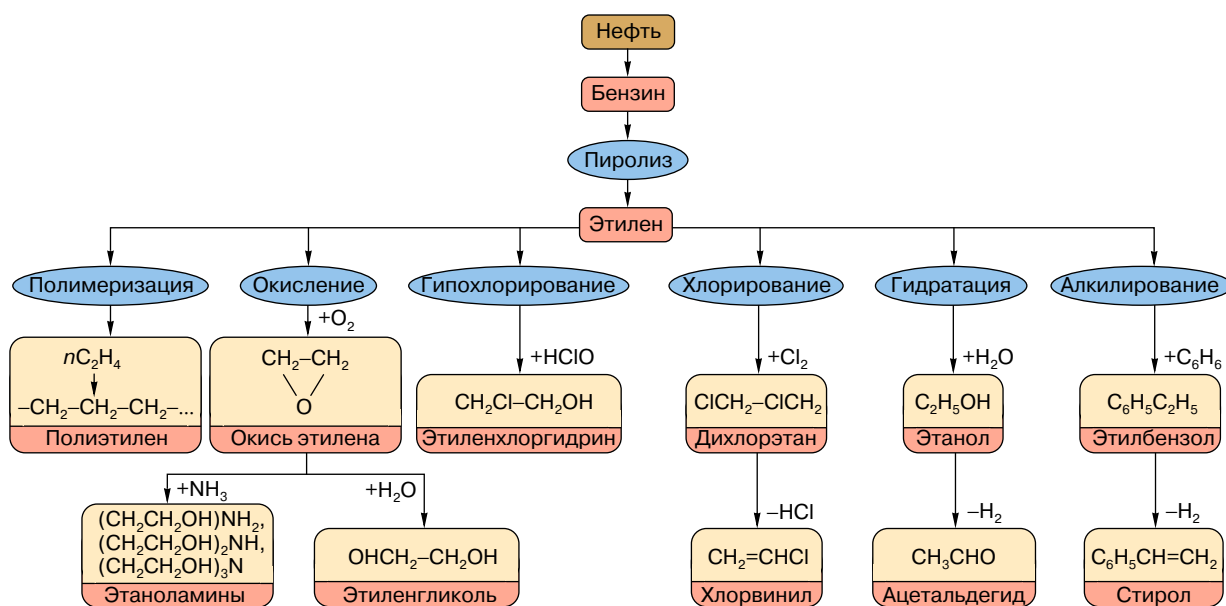 Нефть
Бензин
Пиролиз
Этилен
Полимеризация
Окисление
Гипохлорирование
Хлорирование
Гидратация
Алкилирование
+O₂
+HClO
+Cl₂
+H₂O
+C₆H₆
nC₂H₄
–CH₂–CH₂–CH₂–...
Полиэтилен
CH₂–CH₂
O
Окись этилена
CH₂Cl–CH₂OH
Этиленхлоргидрин
ClCH₂–ClCH₂
Дихлорэтан
C₂H₅OH
Этанол
C₆H₅C₂H₅
Этилбензол
+NH₃
+H₂O
–HCl
–H₂
–H₂
(CH₂CH₂OH)NH₂,
(CH₂CH₂OH)₂NH,
(CH₂CH₂OH)₃N
Этаноламины
OHCH₂–CH₂OH
Этиленгликоль
CH₂=CHCl
Хлорвинил
CH₃CHO
Ацетальдегид
C₆H₅CH=CH₂
Стирол